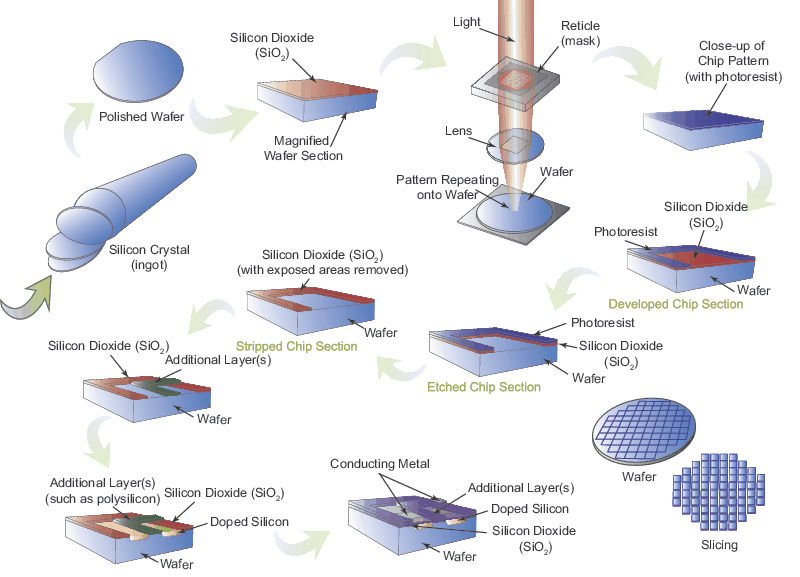 Silicon Dioxide
(SiO2)
Polished Wafer
Magnified
Wafer Section
Silicon Crystal
(ingot)
Light
Reticle
(mask)
Lens
Pattern Repeating
onto Wafer
Wafer
Close-up of
Chip Pattern
(with photoresist)
Silicon Dioxide
(SiO2)
Photoresist
Wafer
Developed Chip Section
Photoresist
Silicon Dioxide
(SiO2)
Wafer
Etched Chip Section
Silicon Dioxide (SiO2)
(with exposed areas removed)
Wafer
Stripped Chip Section
Silicon Dioxide (SiO2)
Additional Layer(s)
Wafer
Additional Layer(s)
(such as polysilicon)
Silicon Dioxide (SiO2)
Doped Silicon
Wafer
Conducting Metal
Additional Layer(s)
Doped Silicon
Silicon Dioxide
(SiO2)
Wafer
Wafer
Slicing